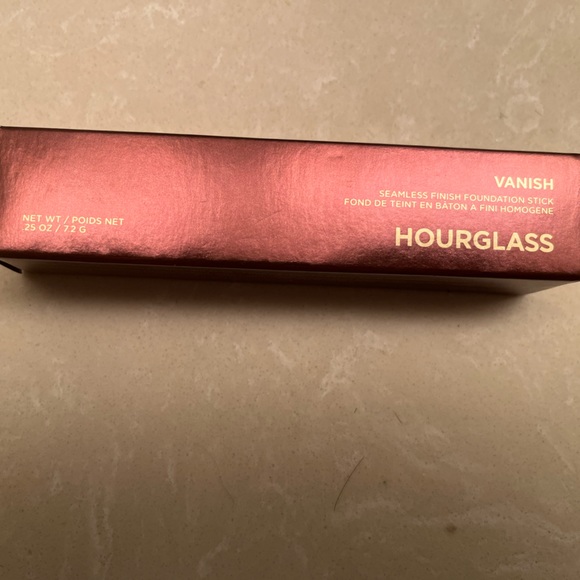 VANISH
SEAMLESS FINISH FOUNDATION STICK
FOND DE TEINT EN BÂTON À FINI HOMOGÈNE
HOURGLASS
NET WT / POIDS NET
.25 OZ / 7.2 G